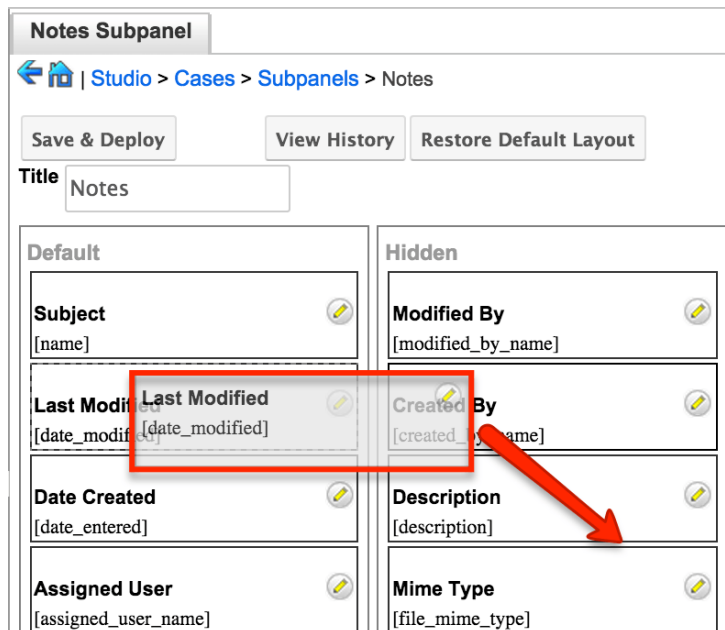 Notes Subpanel
| Studio > Cases > Subpanels > Notes
Save & Deploy
View History
Restore Default Layout
Title
Notes
Default
Subject
[name]
Last Modified
[date_modified]
Last Modified
[date_modified]
Date Created
[date_entered]
Assigned User
[assigned_user_name]
Hidden
Modified By
[modified_by_name]
Created By
[created_by_name]
Description
[description]
Mime Type
[file_mime_type]